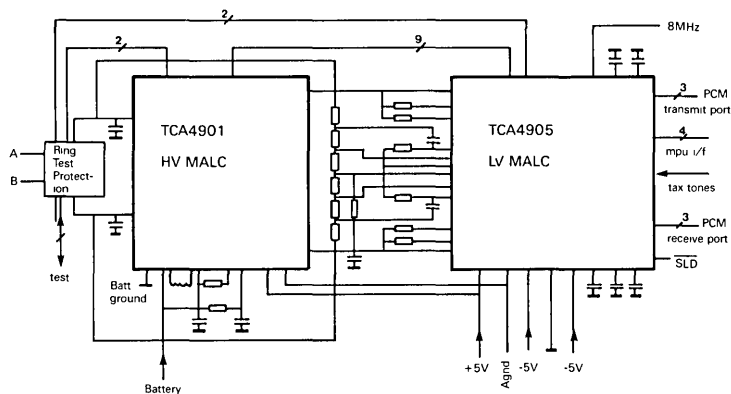 2
2
9
8MHz
TCA4901
HV MALC
TCA4905
LV MALC
3 PCM
transmit port
4
mpu i/f
tax tones
3 PCM
receive port
SLD
A
B
Ring
Test
Protect-
ion
test
Batt
ground
Battery
+5V
Agnd
-5V
-5V